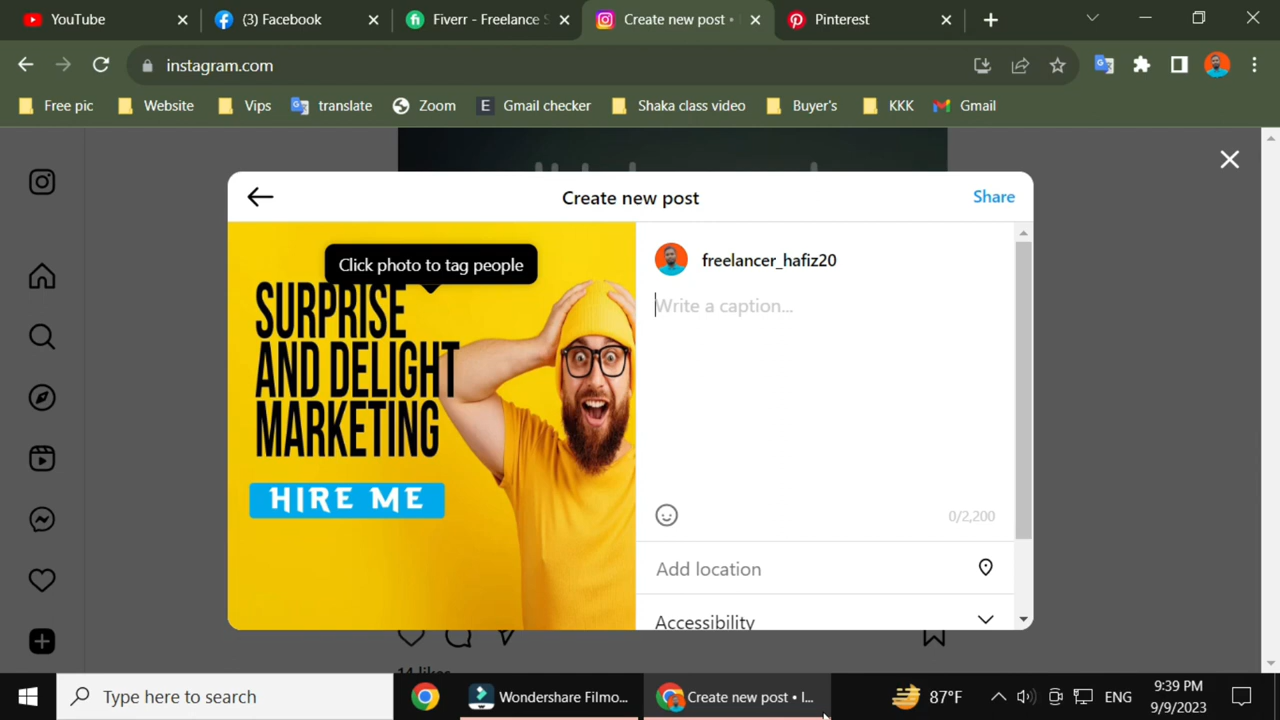 YouTube
(3) Facebook
Fiverr - Freelance S
Create new post •
Pinterest
instagram.com
Free pic
Website
Vips
translate
Zoom
Gmail checker
Shaka class video
Buyer's
KKK
Gmail
Create new post
Share
Click photo to tag people
SURPRISE
AND DELIGHT
MARKETING
HIRE ME
freelancer_hafiz20
Write a caption...
0/2,200
Add location
Accessibility
14 likes
Type here to search
Wondershare Filmo...
Create new post • I...
87°F
ENG
9:39 PM
9/9/2023